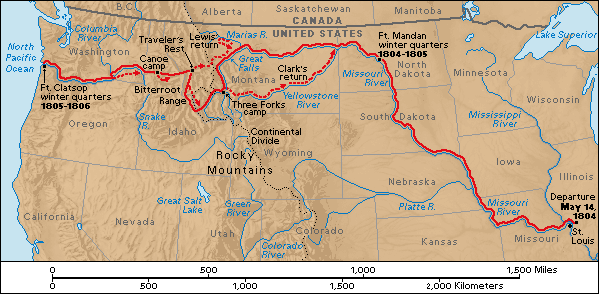 British
Columbia
Alberta
Saskatchewan
Manitoba
Ontario
CANADA
UNITED STATES
Lake Superior
North
Pacific
Ocean
Columbia
River
Washington
Traveler's
Rest
Lewis's
return
Marias R.
Canoe
camp
Ft. Clatsop
winter quarters
1805-1806
Bitterroot
Range
Great
Falls
Montana
Clark's
return
Yellowstone
River
Three Forks
camp
Ft. Mandan
winter quarters
1804-1805
Missouri
River
North
Dakota
Minnesota
Wisconsin
Mississippi
River
Oregon
Snake
R.
Idaho
Continental
Divide
Rocky
Mountains
Wyoming
South Dakota
Iowa
Illinois
Nebraska
Platte R.
Missouri
River
Departure
May 14,
1804
St.
Louis
Missouri
Kansas
California
Nevada
Great Salt
Lake
Utah
Green
River
Colorado
River
Colorado
0 500 1,000 1,500 Miles
0 500 1,000 1,500 2,000 Kilometers